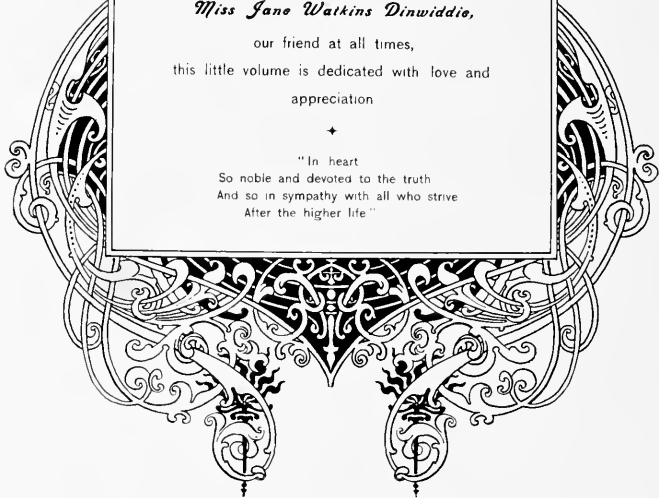 Miss Jane Watkins Dinwiddie,
our friend at all times,
this little volume is dedicated with love and
appreciation
"In heart
So noble and devoted to the truth
And so in sympathy with all who strive
After the higher life"